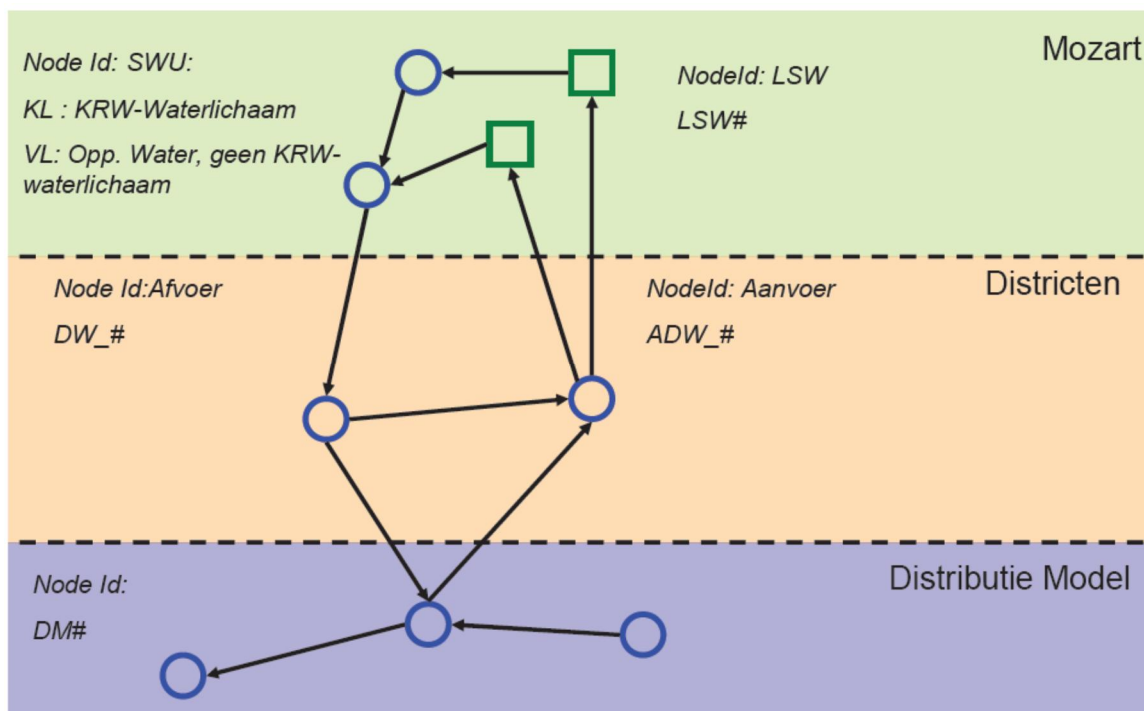 Mozart
Node Id: SWU:
KL : KRW-Waterlichaam
VL: Opp. Water, geen KRW-
waterlichaam
NodeId: LSW
LSW#
Districten
Node Id:Afvoer
DW_#
NodeId: Aanvoer
ADW_#
Distributie Model
Node Id:
DM#